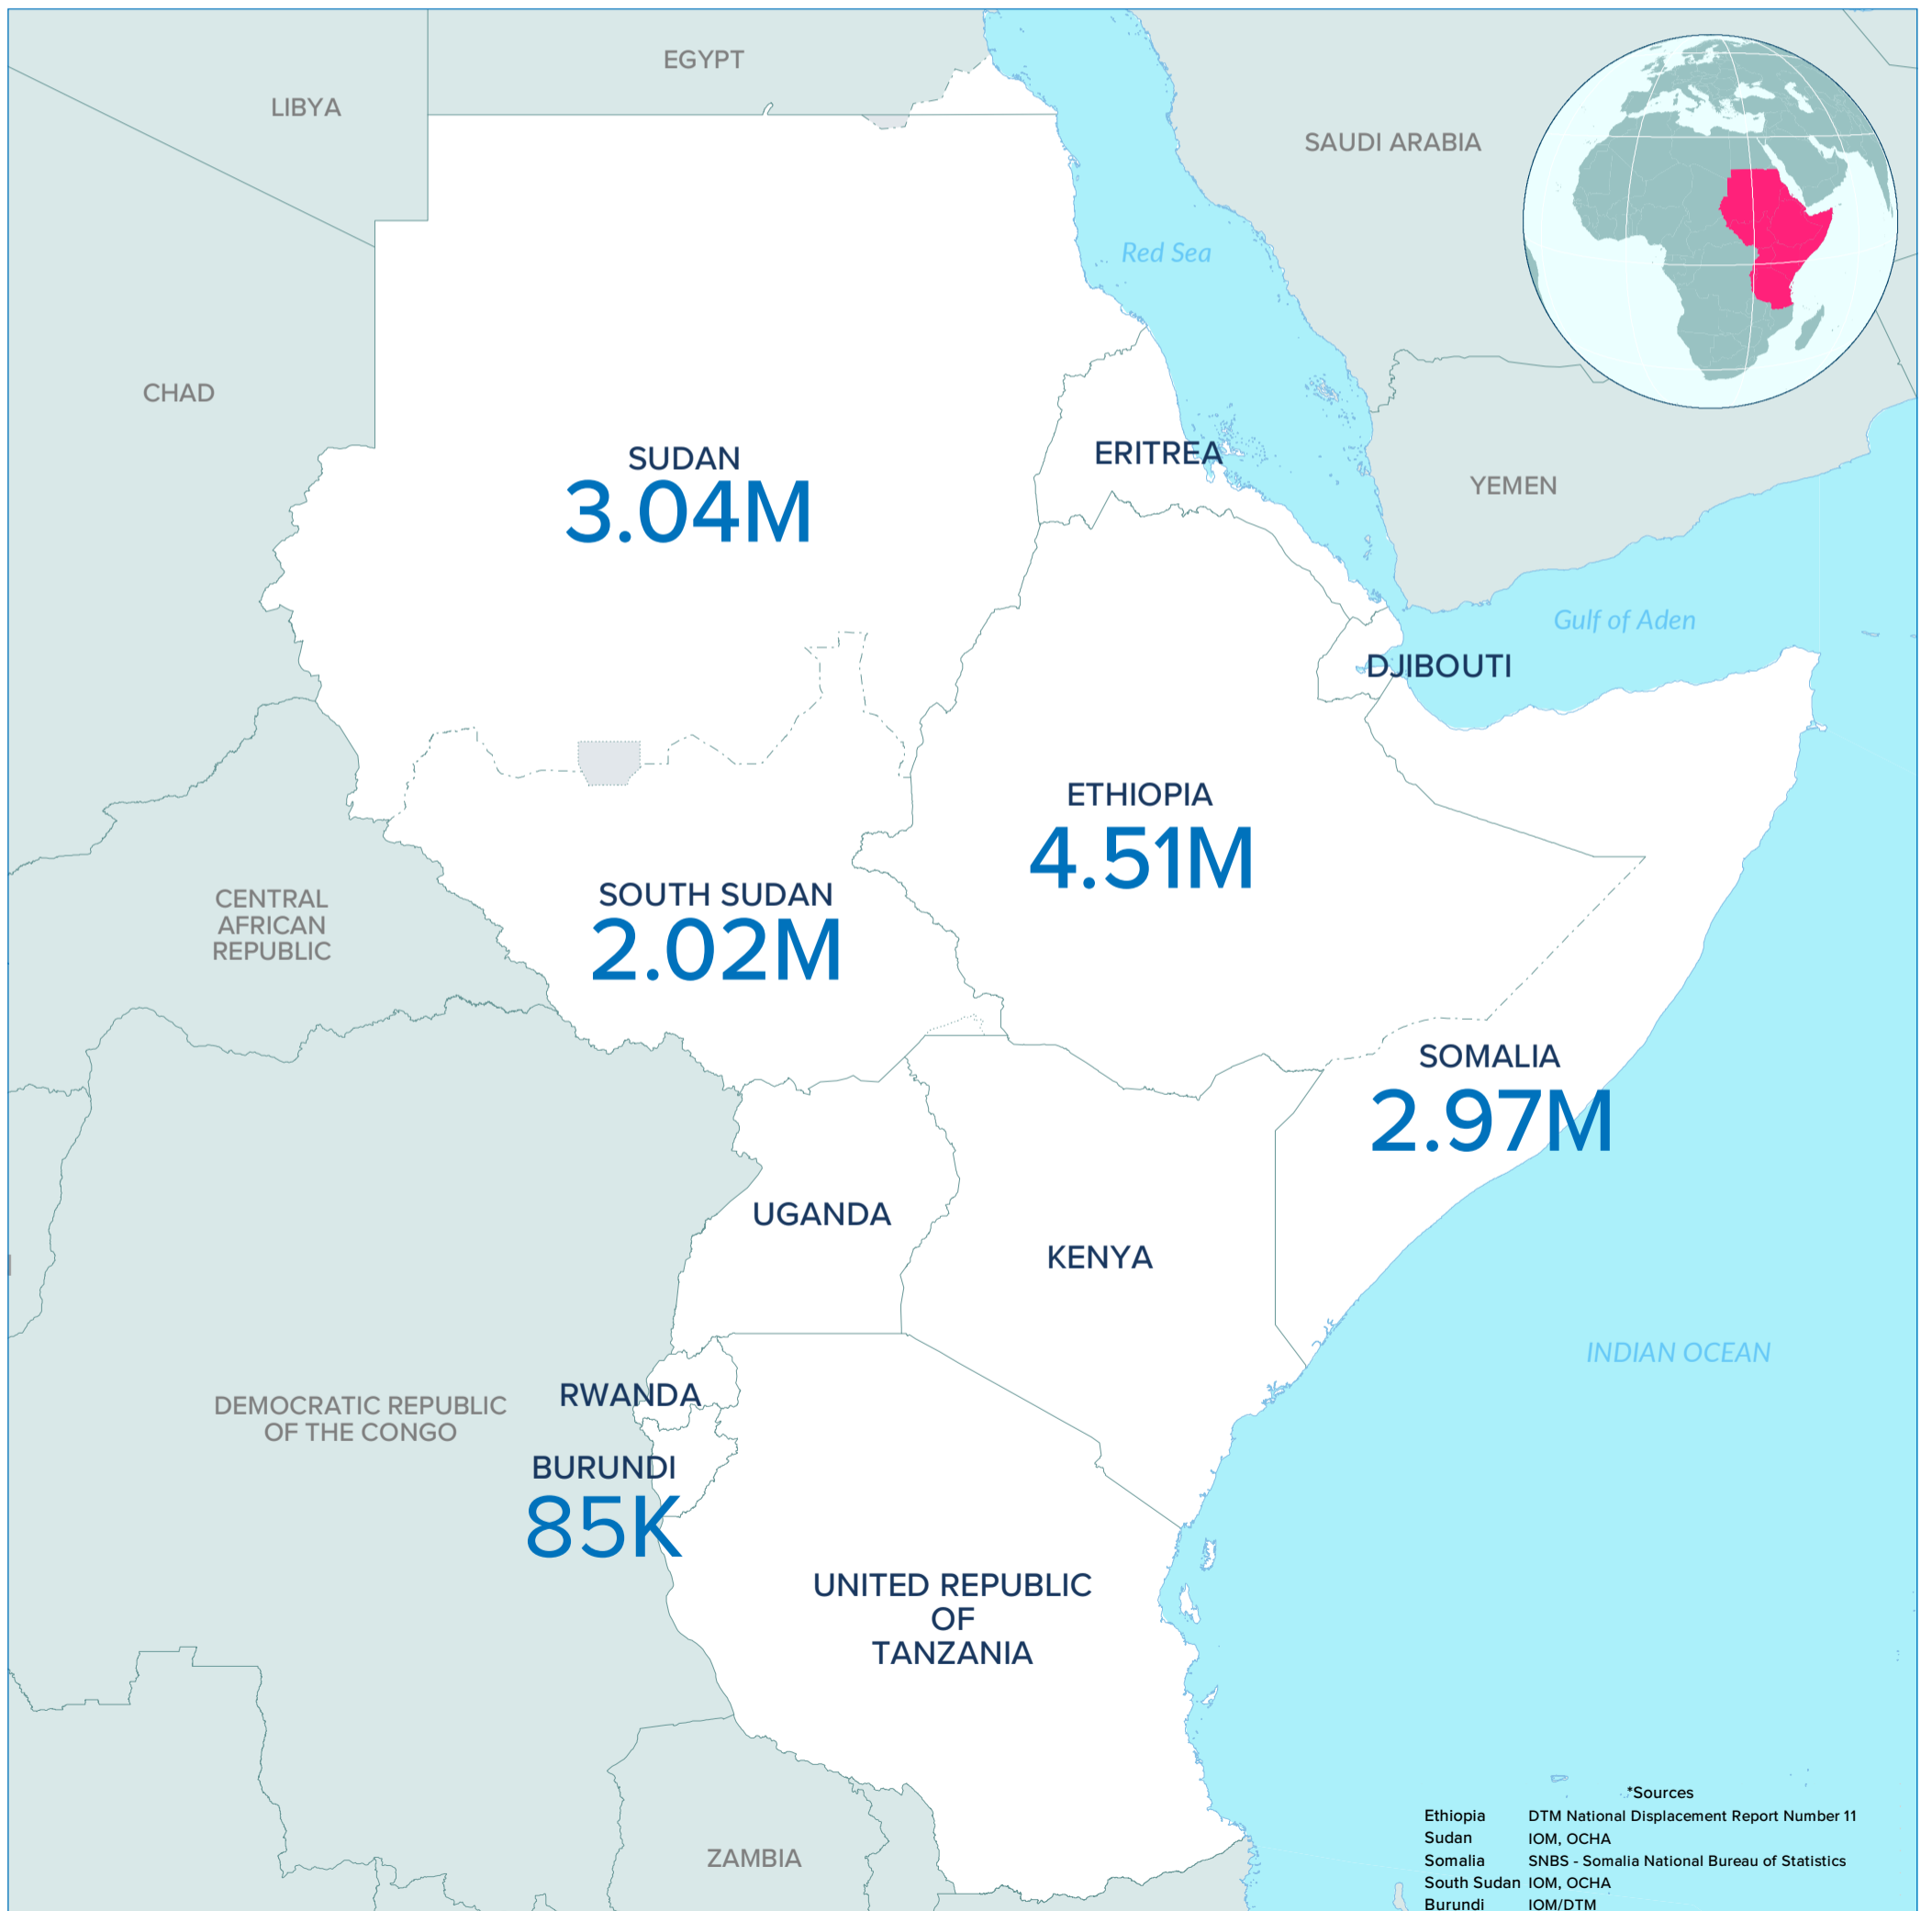 EGYPT
LIBYA
SAUDI ARABIA
Red Sea
CHAD
SUDAN
3.04M
ERITREA
YEMEN
Gulf of Aden
DJIBOUTI
ETHIOPIA
4.51M
CENTRAL
AFRICAN
REPUBLIC
SOUTH SUDAN
2.02M
SOMALIA
2.97M
UGANDA
KENYA
INDIAN OCEAN
RWANDA
DEMOCRATIC REPUBLIC
OF THE CONGO
BURUNDI
85K
UNITED REPUBLIC
OF
TANZANIA
ZAMBIA
*Sources
Ethiopia DTM National Displacement Report Number 11
Sudan IOM, OCHA
Somalia SNBS - Somalia National Bureau of Statistics
South Sudan IOM, OCHA
Burundi IOM/DTM